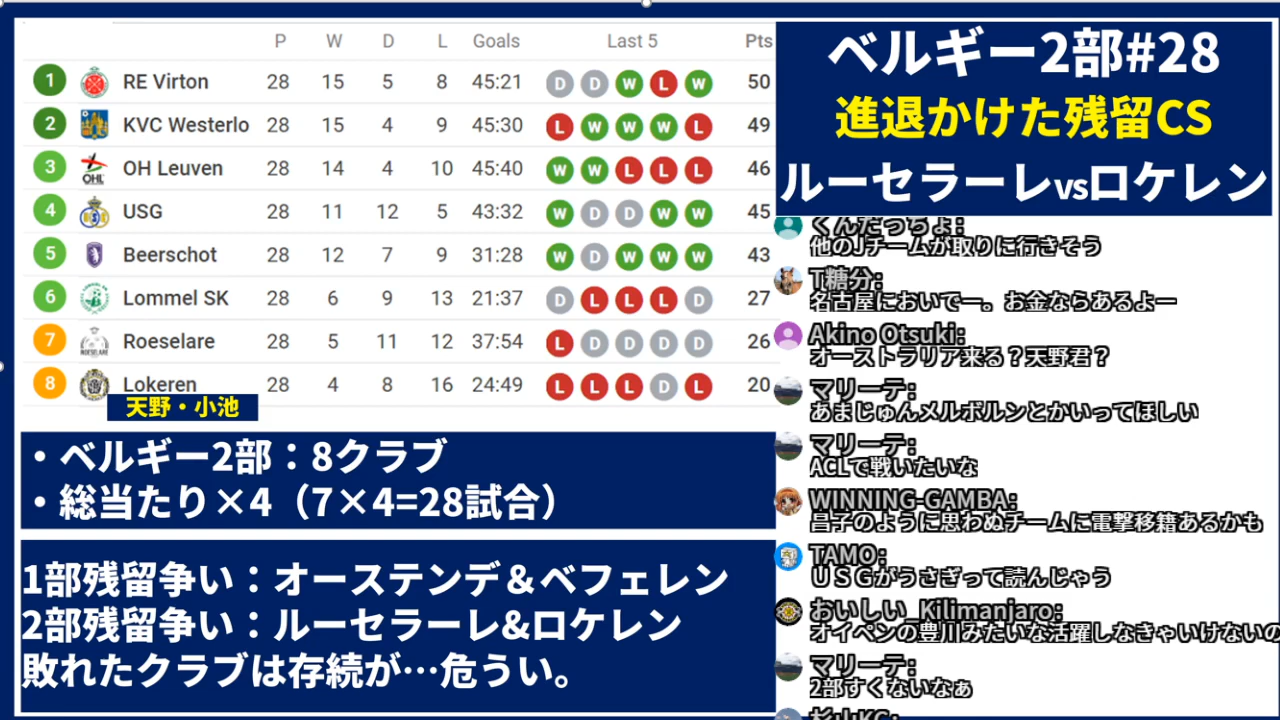 P W D L Goals Last 5 Pts
1 RE Virton 28 15 5 8 45:21 D D W L W 50
2 KVC Westerlo 28 15 4 9 45:30 L W W W L 49
3 OHL OH Leuven 28 14 4 10 45:40 W W L L L 46
4 USG 28 11 12 5 43:32 W D D W W 45
5 Beerschot 28 12 7 9 31:28 W D W W W 43
6 Lommel SK 28 6 9 13 21:37 D L L L D 27
7 ROESELARE Roeselare 28 5 11 12 37:54 L D D D D 26
8 Lokeren 28 4 8 16 24:49 L L L D L 20
天野・小池
・ベルギー2部：8クラブ
・総当たり×4（7×4=28試合）
1部残留争い：オーステンデ＆ベフェレン
2部残留争い：ルーセラーレ&ロケレン
敗れたクラブは存続が…危うい。
ベルギー2部#28
進退かけた残留CS
ルーセラーレvsロケレン
くんだっちょ:
他のJチームが取りに行きそう
T糖分:
名古屋においでー。お金ならあるよー
Akino Otsuki:
オーストラリア来る？天野君？
マリーテ:
あまじゅんメルボルンとかいってほしい
マリーテ:
ACLで戦いたいな
WINNING-GAMBA:
昌子のように思わぬチームに電撃移籍あるかも
TAMO:
ＵＳＧがうさぎって読んじゃう
おいしい_Kilimanjaro:
オイペンの豊川みたいな活躍しなきゃいけないの
マリーテ:
2部すくないなぁ
杉山KG: